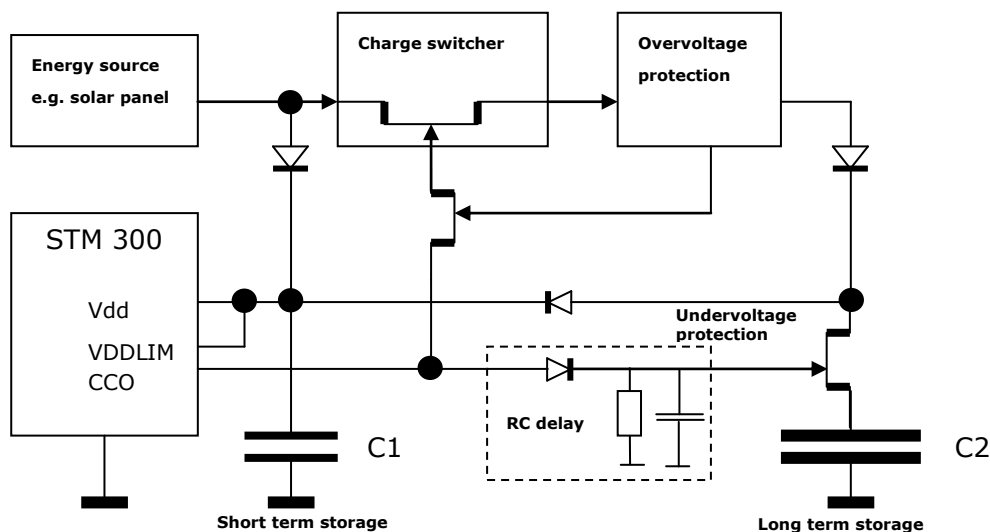 Energy source
e.g. solar panel
Charge switcher
Overvoltage
protection
STM 300
Vdd
VDDLIM
CCO
Undervoltage
protection
RC delay
C1
C2
Short term storage
Long term storage